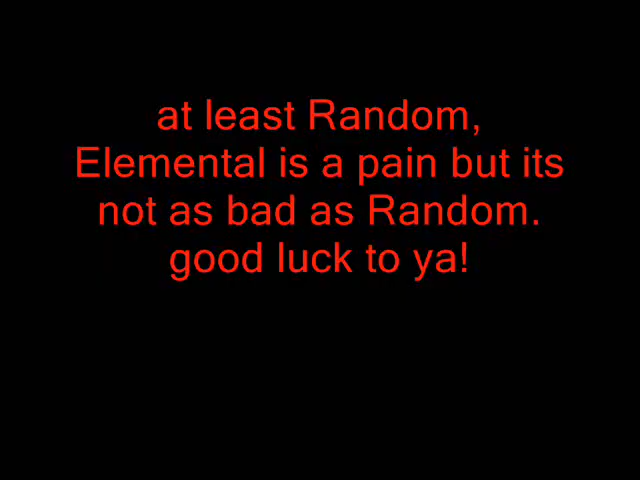 at least Random,
Elemental is a pain but its
not as bad as Random.
good luck to ya!